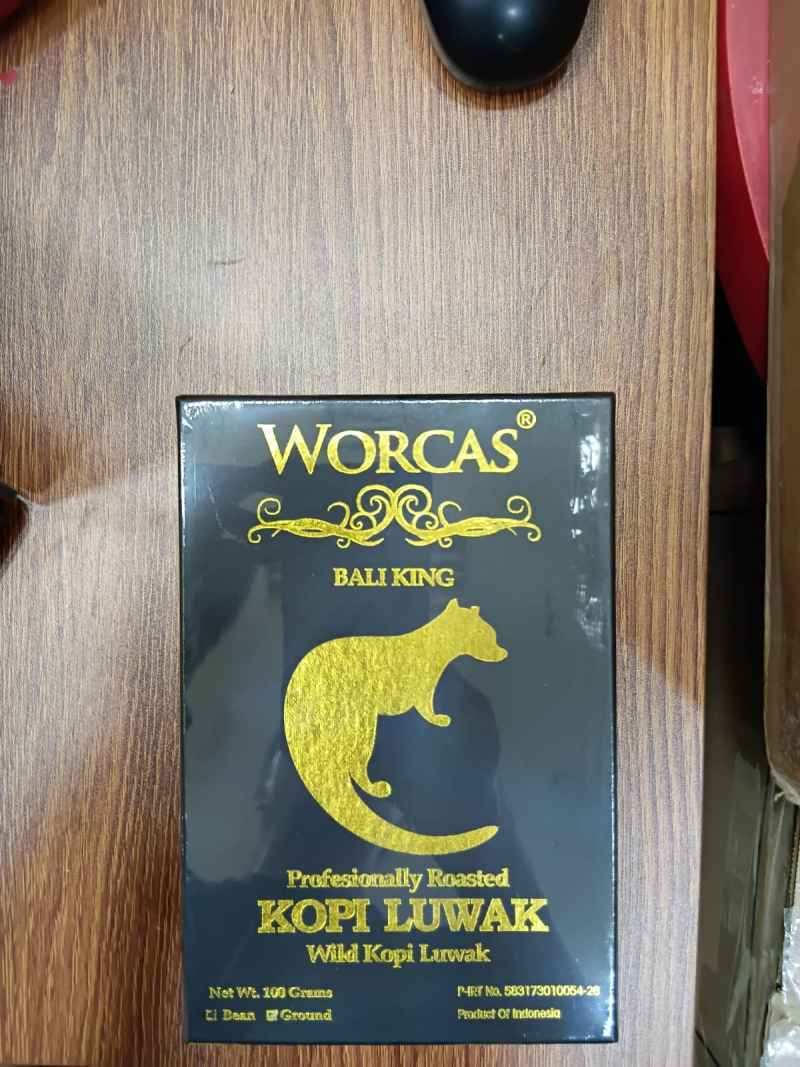 WORCAS®
BALI KING
Profesionally Roasted
KOPI LUWAK
Wild Kopi Luwak
Net Wt. 100 Grams
P-IRT No. 583173010054-26
Bean Ground
Product Of Indonesia